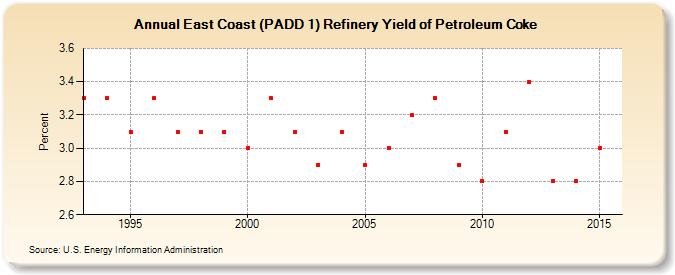 Annual East Coast (PADD 1) Refinery Yield of Petroleum Coke
Percent
3.6
3.4
3.2
3.0
2.8
2.6
1995 2000 2005 2010 2015
Source: U.S. Energy Information Administration